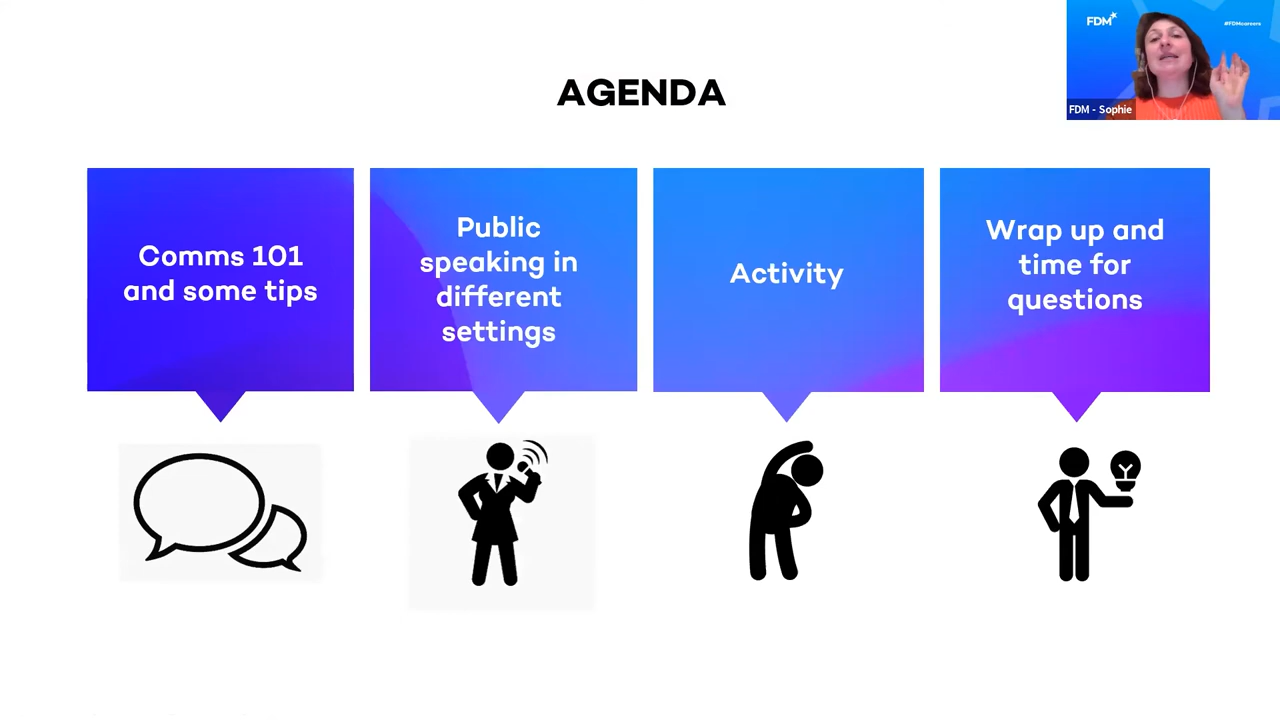 FDM
#FDMcareers
FDM - Sophie
AGENDA
Comms 101
and some tips
Public
speaking in
different
settings
Activity
Wrap up and
time for
questions